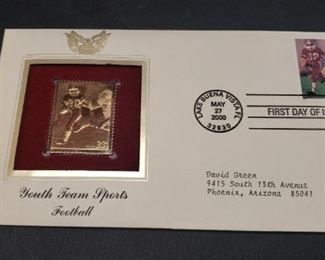 LAKE BUENA VISTA FL
MAY
27
2000
32830
FIRST DAY OF I
33
David Green
9415 South 13th Avenue
Phoenix, Arizona 85041
Youth Team Sports
Football